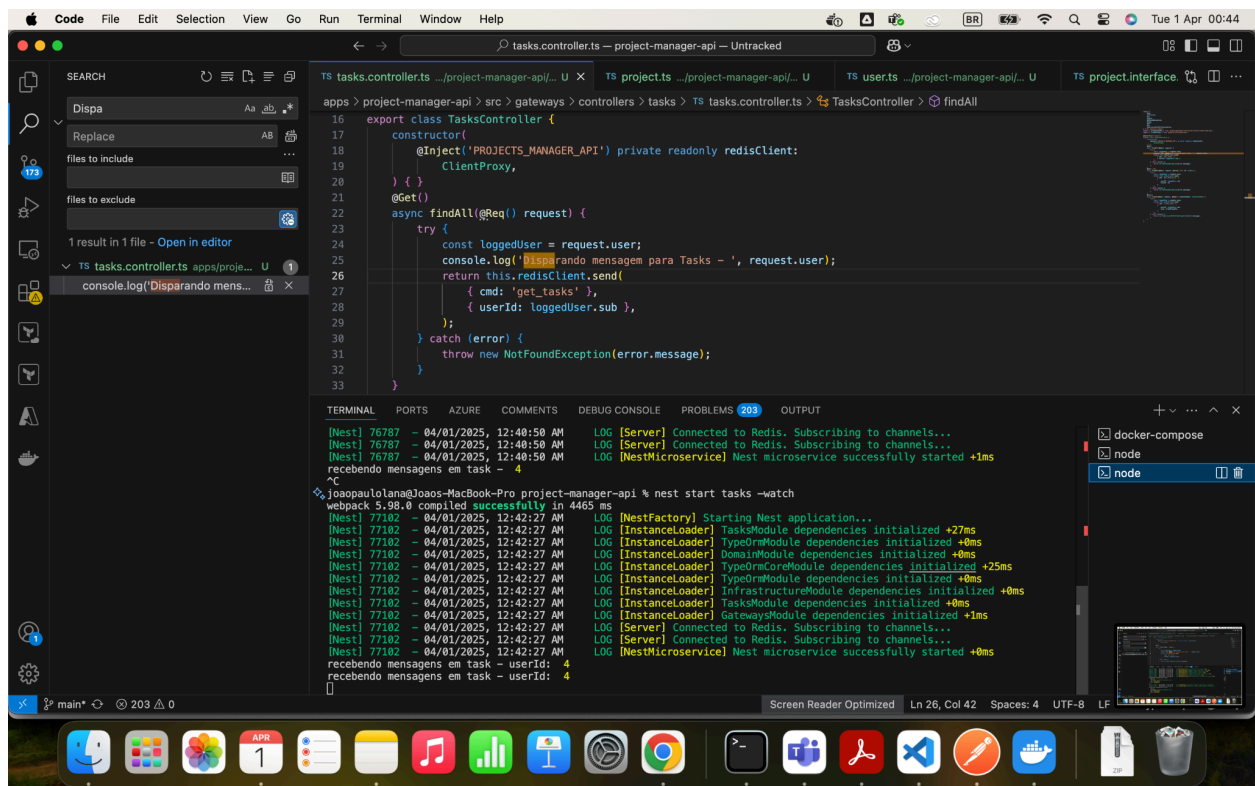 Code File Edit Selection View Go Run Terminal Window Help BR Tue 1 Apr 00:44
tasks.controller.ts — project-manager-api — Untracked
SEARCH
Dispa Aa ab .*
Replace AB
files to include
files to exclude
1 result in 1 file - Open in editor
TS tasks.controller.ts apps/proje... U 1
console.log('Disparando mens...
173
1
TS tasks.controller.ts .../project-manager-api/... U TS project.ts .../project-manager-api/... U TS user.ts .../project-manager-api/... U TS project.interface.
apps > project-manager-api > src > gateways > controllers > tasks > TS tasks.controller.ts > TasksController > findAll
16 export class TasksController {
17 constructor(
18 @Inject('PROJECTS_MANAGER_API') private readonly redisClient:
19 ClientProxy,
20 ) { }
21 @Get()
22 async findAll(@Req() request) {
23 try {
24 const loggedUser = request.user;
25 console.log('Disparando mensagem para Tasks - ', request.user);
26 return this.redisClient.send(
27 { cmd: 'get_tasks' },
28 { userId: loggedUser.sub },
29 );
30 } catch (error) {
31 throw new NotFoundException(error.message);
32 }
33 }
TERMINAL PORTS AZURE COMMENTS DEBUG CONSOLE PROBLEMS 203 OUTPUT
[Nest] 76787 - 04/01/2025, 12:40:50 AM LOG [Server] Connected to Redis. Subscribing to channels...
[Nest] 76787 - 04/01/2025, 12:40:50 AM LOG [Server] Connected to Redis. Subscribing to channels...
[Nest] 76787 - 04/01/2025, 12:40:50 AM LOG [NestMicroservice] Nest microservice successfully started +1ms
recebendo mensagens em task - 4
^C
joaopaulolana@Joaos-MacBook-Pro project-manager-api % nest start tasks —watch
webpack 5.98.0 compiled successfully in 4465 ms
[Nest] 77102 - 04/01/2025, 12:42:27 AM LOG [NestFactory] Starting Nest application...
[Nest] 77102 - 04/01/2025, 12:42:27 AM LOG [InstanceLoader] TasksModule dependencies initialized +27ms
[Nest] 77102 - 04/01/2025, 12:42:27 AM LOG [InstanceLoader] TypeOrmModule dependencies initialized +0ms
[Nest] 77102 - 04/01/2025, 12:42:27 AM LOG [InstanceLoader] DomainModule dependencies initialized +0ms
[Nest] 77102 - 04/01/2025, 12:42:27 AM LOG [InstanceLoader] TypeOrmCoreModule dependencies initialized +25ms
[Nest] 77102 - 04/01/2025, 12:42:27 AM LOG [InstanceLoader] TypeOrmModule dependencies initialized +0ms
[Nest] 77102 - 04/01/2025, 12:42:27 AM LOG [InstanceLoader] InfrastructureModule dependencies initialized +0ms
[Nest] 77102 - 04/01/2025, 12:42:27 AM LOG [InstanceLoader] TasksModule dependencies initialized +0ms
[Nest] 77102 - 04/01/2025, 12:42:27 AM LOG [InstanceLoader] GatewaysModule dependencies initialized +1ms
[Nest] 77102 - 04/01/2025, 12:42:27 AM LOG [Server] Connected to Redis. Subscribing to channels...
[Nest] 77102 - 04/01/2025, 12:42:27 AM LOG [Server] Connected to Redis. Subscribing to channels...
[Nest] 77102 - 04/01/2025, 12:42:27 AM LOG [NestMicroservice] Nest microservice successfully started +0ms
recebendo mensagens em task - userId: 4
recebendo mensagens em task - userId: 4
docker-compose
node
node
main* 203 0 Screen Reader Optimized Ln 26, Col 42 Spaces: 4 UTF-8 LF
APR
1
ZIP